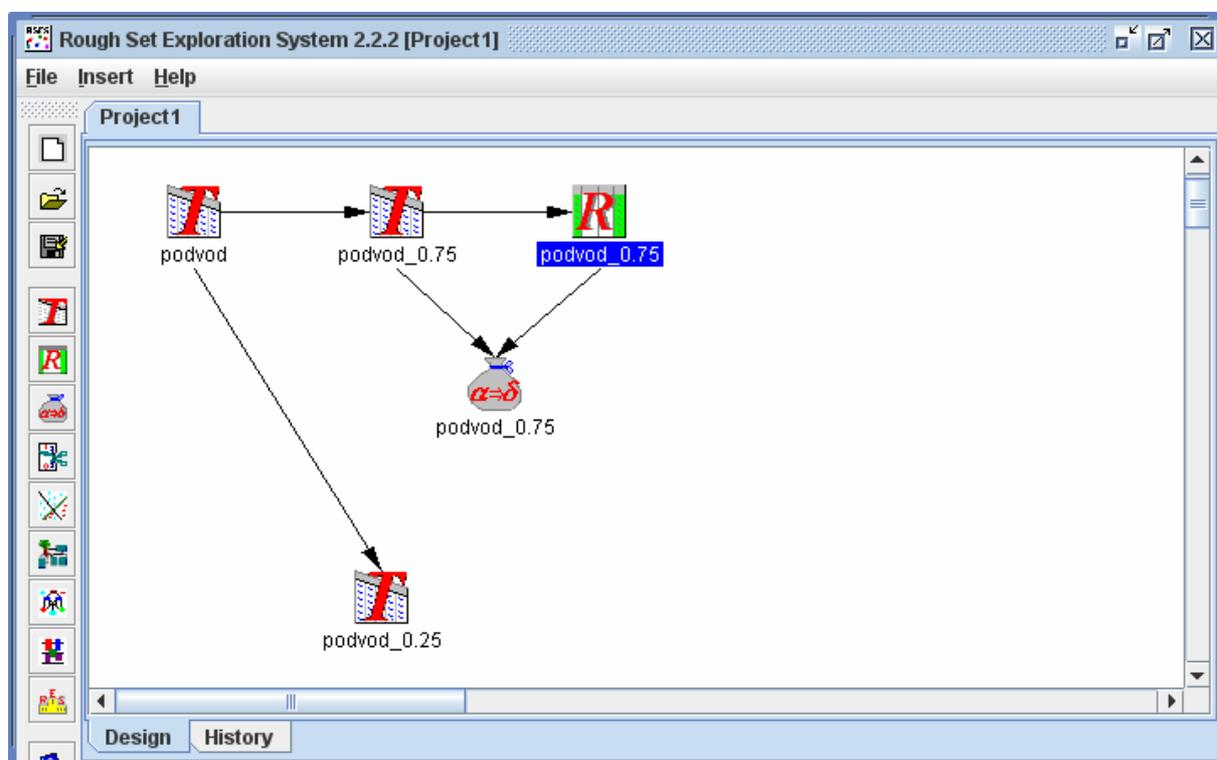 RSES
Rough Set Exploration System 2.2.2 [Project1]
File Insert Help
Project1
T T R
podvod podvod_0.75 podvod_0.75
T
R
α⇒δ
α⇒δ
podvod_0.75
T
podvod_0.25
Design History